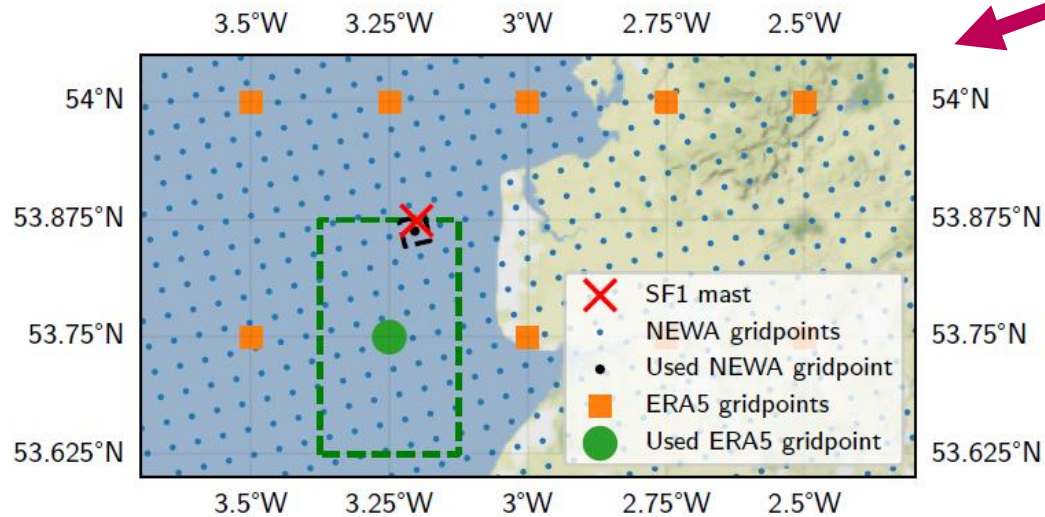 3.5°W 3.25°W 3°W 2.75°W 2.5°W
54°N 54°N
53.875°N 53.875°N
SF1 mast
NEWA gridpoints
53.75°N 53.75°N
Used NEWA gridpoint
ERA5 gridpoints
Used ERA5 gridpoint
53.625°N 53.625°N
3.5°W 3.25°W 3°W 2.75°W 2.5°W